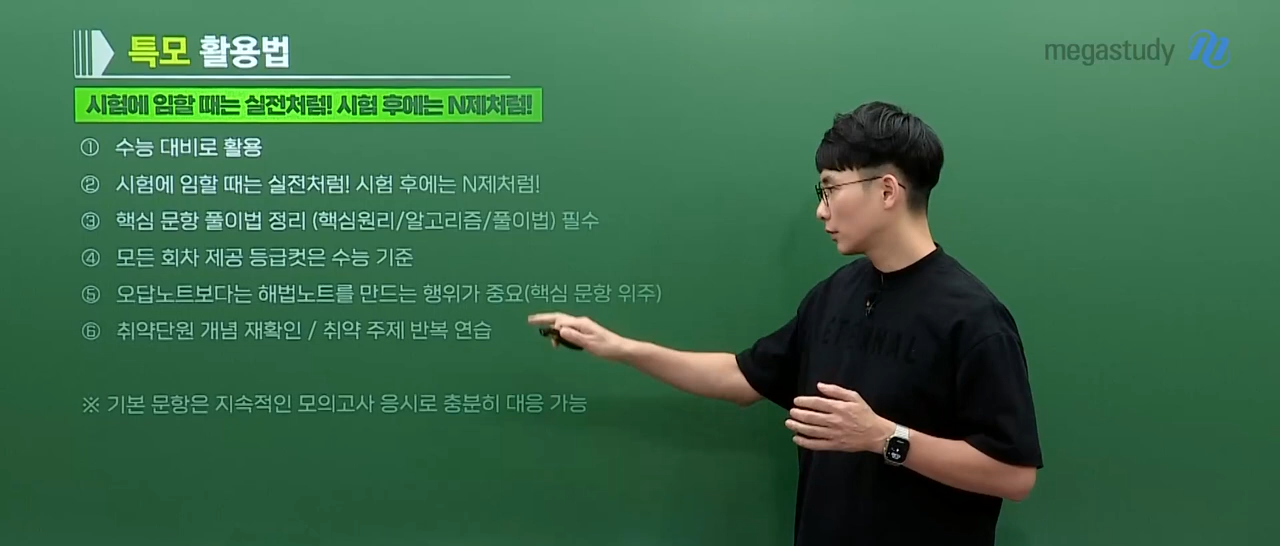 특모 활용법
megastudy
시험에 임할 때는 실전처럼! 시험 후에는 N제처럼!
① 수능 대비로 활용
② 시험에 임할 때는 실전처럼! 시험 후에는 N제처럼!
③ 핵심 문항 풀이법 정리 (핵심원리/알고리즘/풀이법) 필수
④ 모든 회차 제공 등급컷은 수능 기준
⑤ 오답노트보다는 해법노트를 만드는 행위가 중요(핵심 문항 위주)
⑥ 취약단원 개념 재확인 / 취약 주제 반복 연습
※ 기본 문항은 지속적인 모의고사 응시로 충분히 대응 가능
ETERNAL